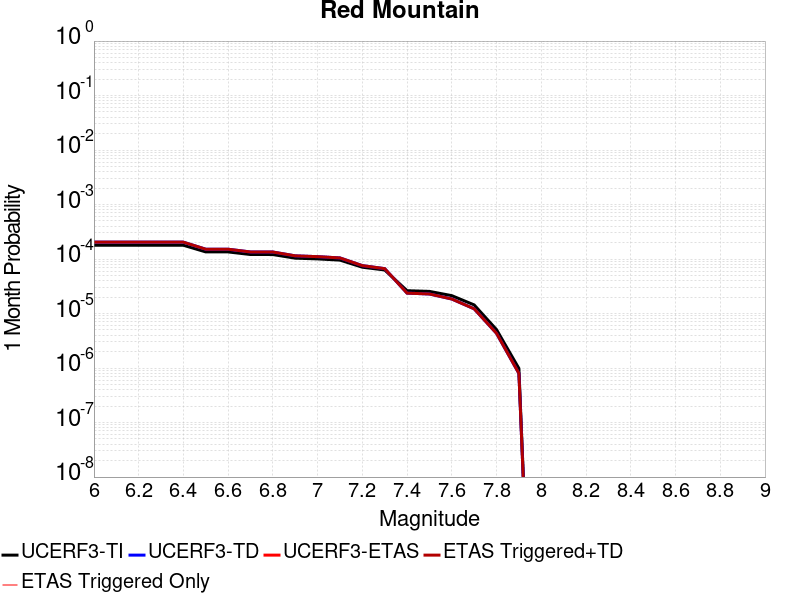 Red Mountain
10^0
10^-1
10^-2
10^-3
10^-4
10^-5
10^-6
10^-7
10^-8
1 Month Probability
6 6.2 6.4 6.6 6.8 7 7.2 7.4 7.6 7.8 8 8.2 8.4 8.6 8.8 9
Magnitude
UCERF3-TI UCERF3-TD UCERF3-ETAS ETAS Triggered+TD
ETAS Triggered Only